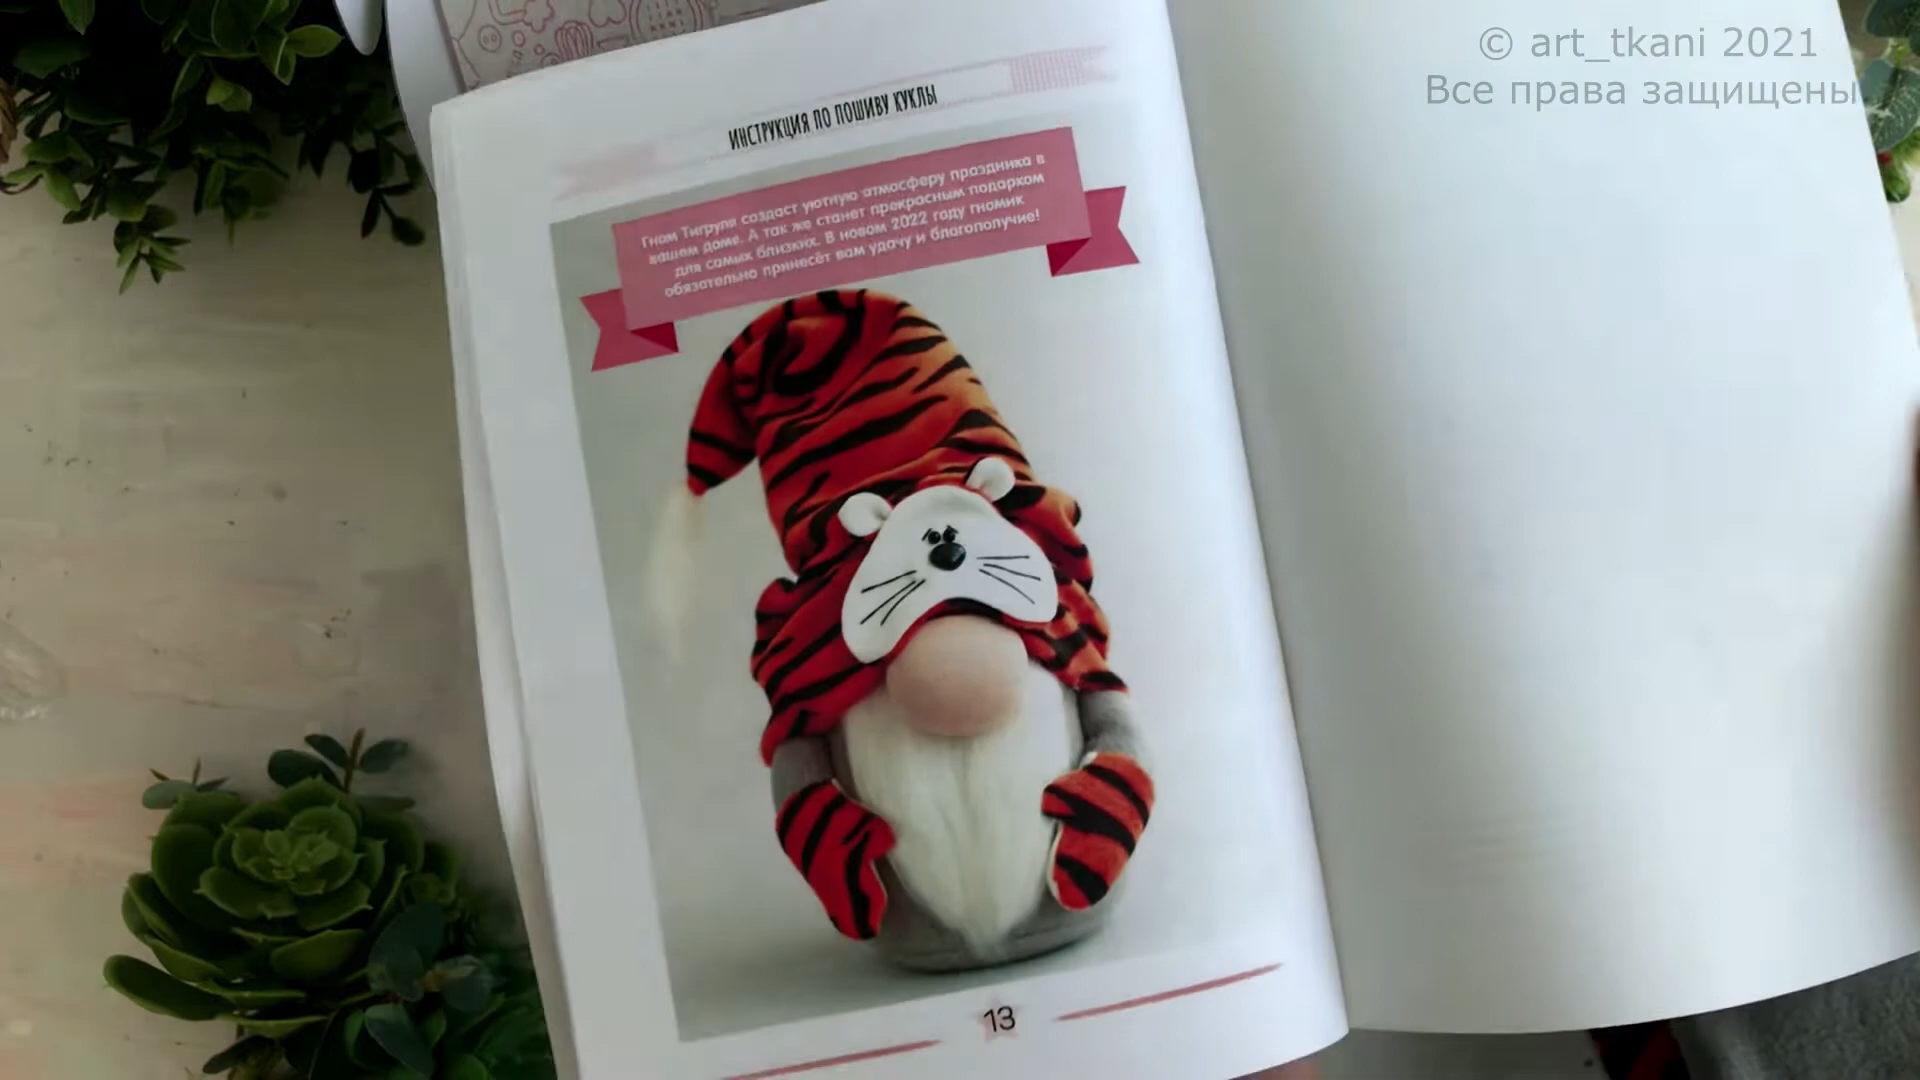 © art_tkani 2021
Все права защищены
ИНСТРУКЦИЯ ПО ПОШИВУ КУКЛЫ
Гном Тигруля создаст уютную атмосферу праздника в
вашем доме. А так же станет прекрасным подарком
для самых близких. В новом 2022 году гномик
обязательно принесёт вам удачу и благополучие!
13